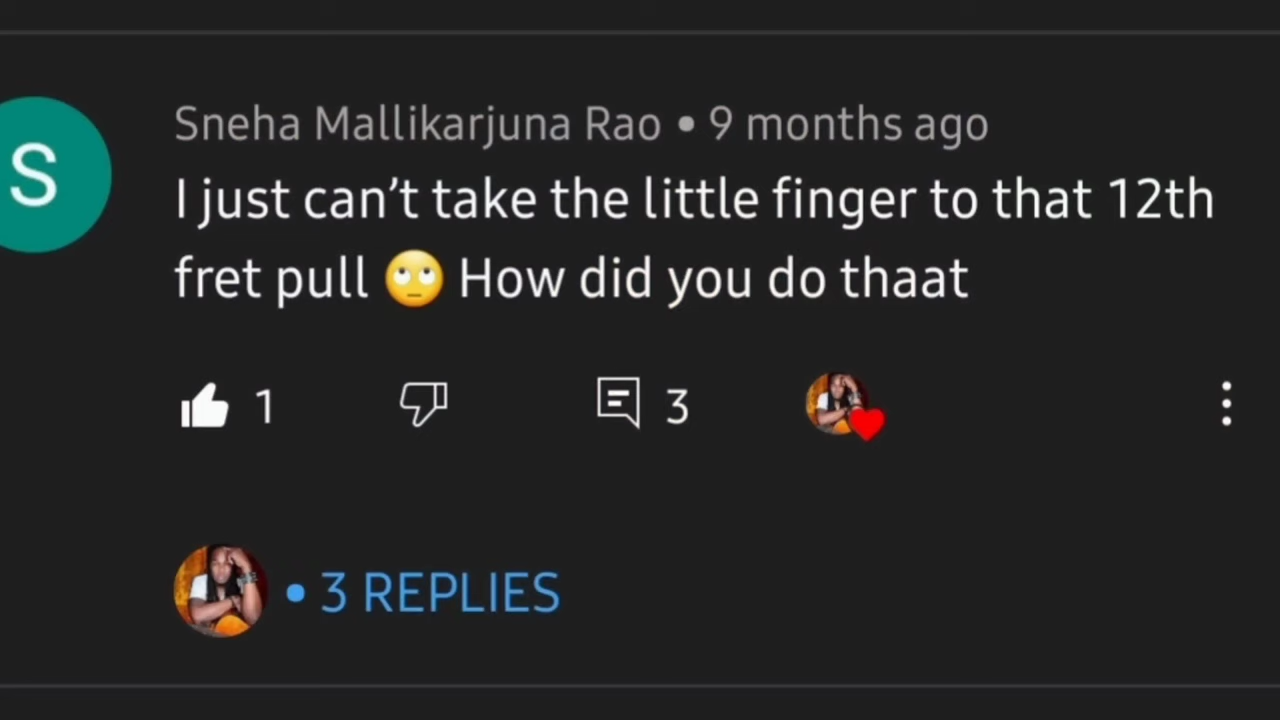 S
Sneha Mallikarjuna Rao • 9 months ago
I just can't take the little finger to that 12th
fret pull 🙄 How did you do thaat
1 3
• 3 REPLIES